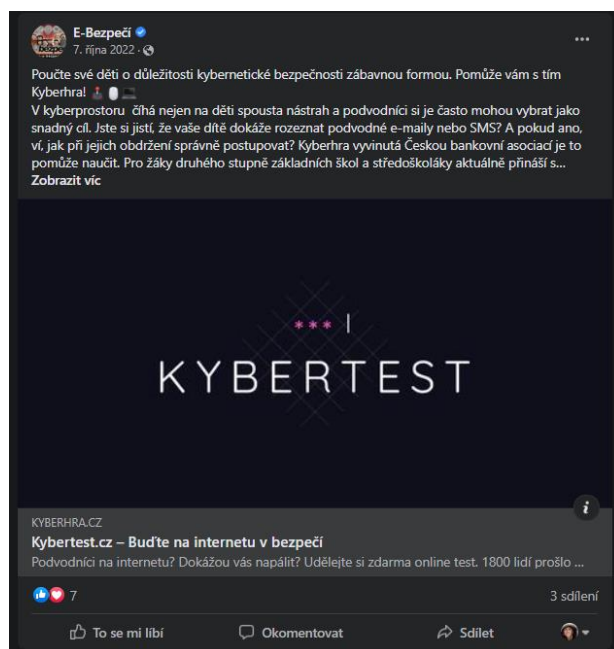 E-Bezpečí
7. října 2022 ·
Poučte své děti o důležitosti kybernetické bezpečnosti zábavnou formou. Pomůže vám s tím
Kyberhra!
V kyberprostoru číhá nejen na děti spousta nástrah a podvodníci si je často mohou vybrat jako
snadný cíl. Jste si jistí, že vaše dítě dokáže rozeznat podvodné e-maily nebo SMS? A pokud ano,
ví, jak při jejich obdržení správně postupovat? Kyberhra vyvinutá Českou bankovní asociací je to
pomůže naučit. Pro žáky druhého stupně základních škol a středoškoláky aktuálně přináší s...
Zobrazit víc
*** |
KYBERTEST
KYBERHRA.CZ
Kybertest.cz – Buďte na internetu v bezpečí
Podvodníci na internetu? Dokážou vás napálit? Udělejte si zdarma online test. 1800 lidí prošlo ...
7
3 sdílení
To se mi líbí
Okomentovat
Sdílet